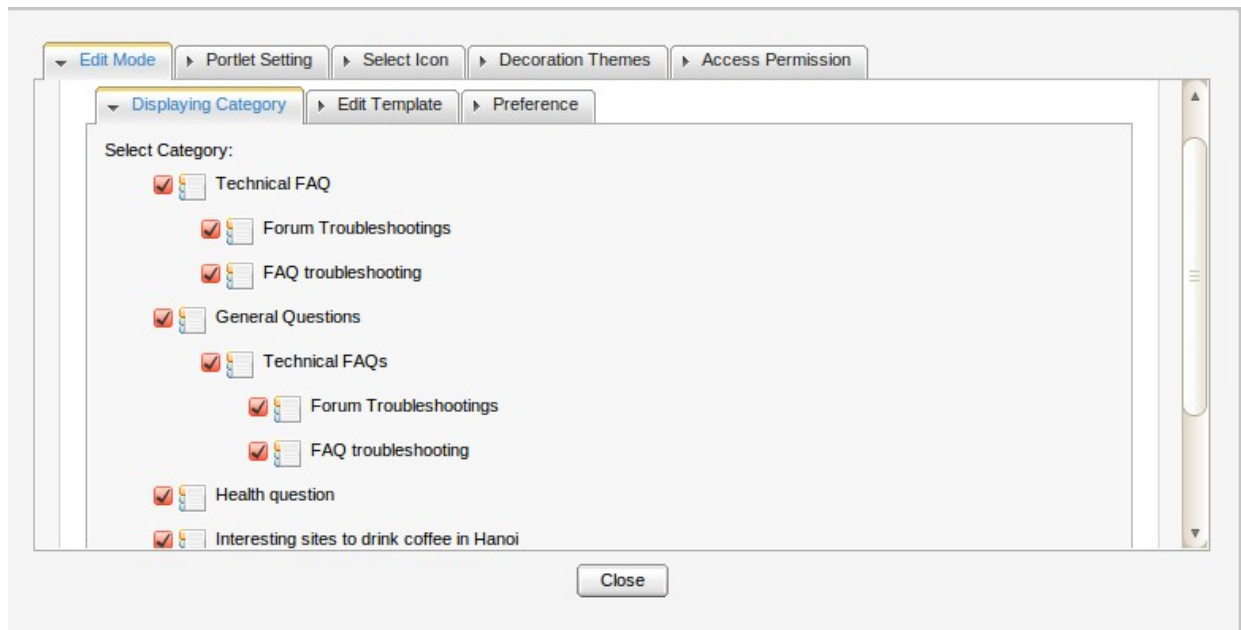 Edit Mode Portlet Setting Select Icon Decoration Themes Access Permission
Displaying Category Edit Template Preference
Select Category:
Technical FAQ
Forum Troubleshootings
FAQ troubleshooting
General Questions
Technical FAQs
Forum Troubleshootings
FAQ troubleshooting
Health question
Interesting sites to drink coffee in Hanoi
Close